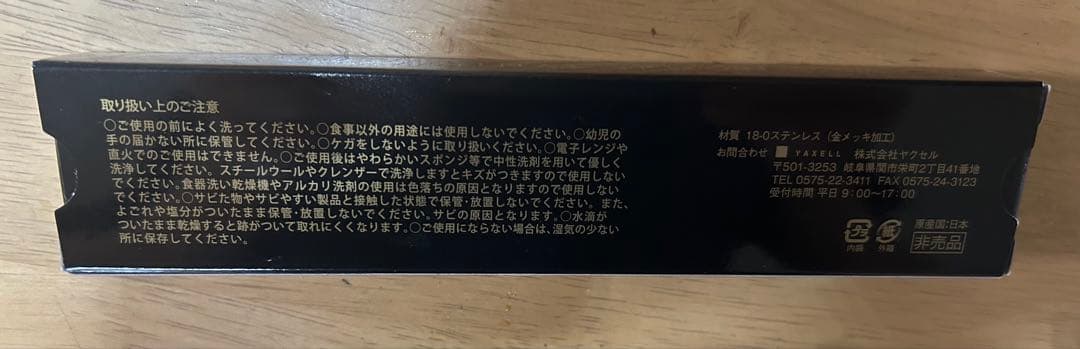 取り扱い上のご注意
○ご使用の前によく洗ってください。○食事以外の用途には使用しないでください。○幼児の
手の届かない所に保管してください。○ケガをしないように取り扱いください。○電子レンジや
直火でのご使用はできません。○ご使用後はやわらかいスポンジ等で中性洗剤を用いて優しく
洗浄してください。スチールウールやクレンザーで洗浄しますとキズがつきますので使用しない
でください。食器洗い乾燥機やアルカリ洗剤の使用は色落ちの原因となりますので使用しない
でください。○サビた物やサビやすい製品と接触した状態で保管・放置しないでください。また、
よごれや塩分がついたまま保管・放置しないでください。サビの原因となります。○水滴が
ついたまま乾燥すると跡がついて取れにくくなります。○ご使用にならない場合は、湿気の少ない
所に保存してください。
材質 18-0ステンレス（金メッキ加工）
お問合わせ YAXELL 株式会社ヤクセル
〒501-3253 岐阜県関市栄町2丁目41番地
TEL 0575-22-3411 FAX 0575-24-3123
受付時間 平日 9:00〜17:00
プラ 紙 原産国:日本
内袋 外箱 非売品